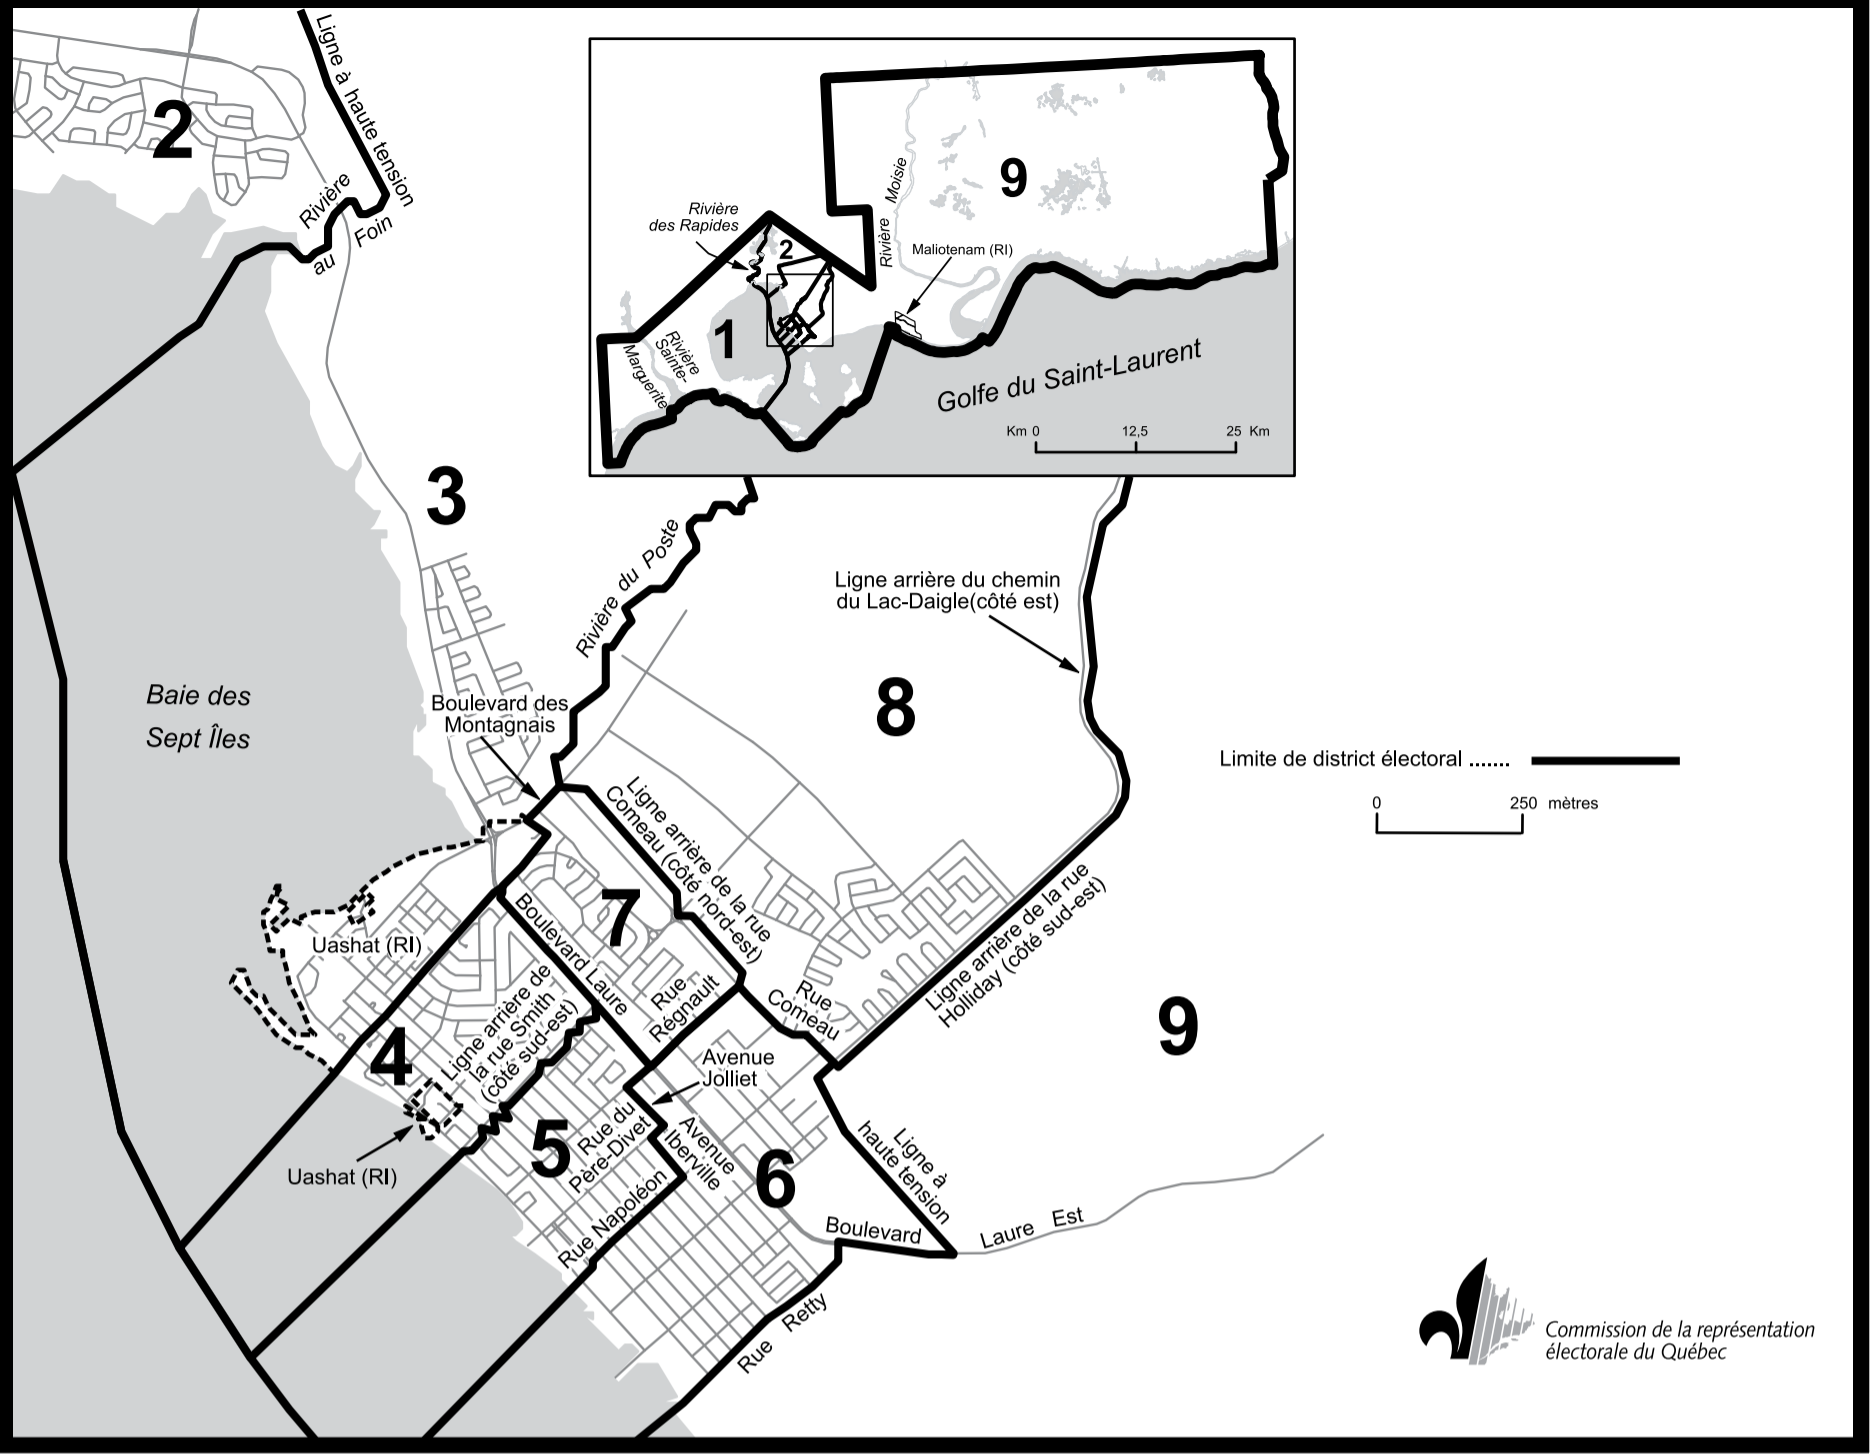 Ligne à haute tension
2
Rivière
au
Foin
Rivière
des Rapides
2
Rivière Moisie
9
Maliotenam (RI)
1
Rivière
Sainte-
Marguerite
Golfe du Saint-Laurent
Km 0 12,5 25 Km
3
Rivière du Poste
Ligne arrière du chemin
du Lac-Daigle(côté est)
8
Baie des
Sept Îles
Boulevard des
Montagnais
Limite de district électoral .......
0 250 mètres
Ligne arrière de la rue
Comeau (côté nord-est)
7
Boulevard Laure
Uashat (RI)
Rue
Régnault
Rue
Comeau
Ligne arrière de la rue
Holliday (côté sud-est)
9
4
Ligne arrière de
la rue Smith
(côté sud-est)
Avenue
Jolliet
Uashat (RI)
5
Rue du
Père-Divet
Avenue
Iberville
6
Ligne à
haute tension
Rue Napoléon
Boulevard Laure Est
Rue Retty
Commission de la représentation
électorale du Québec